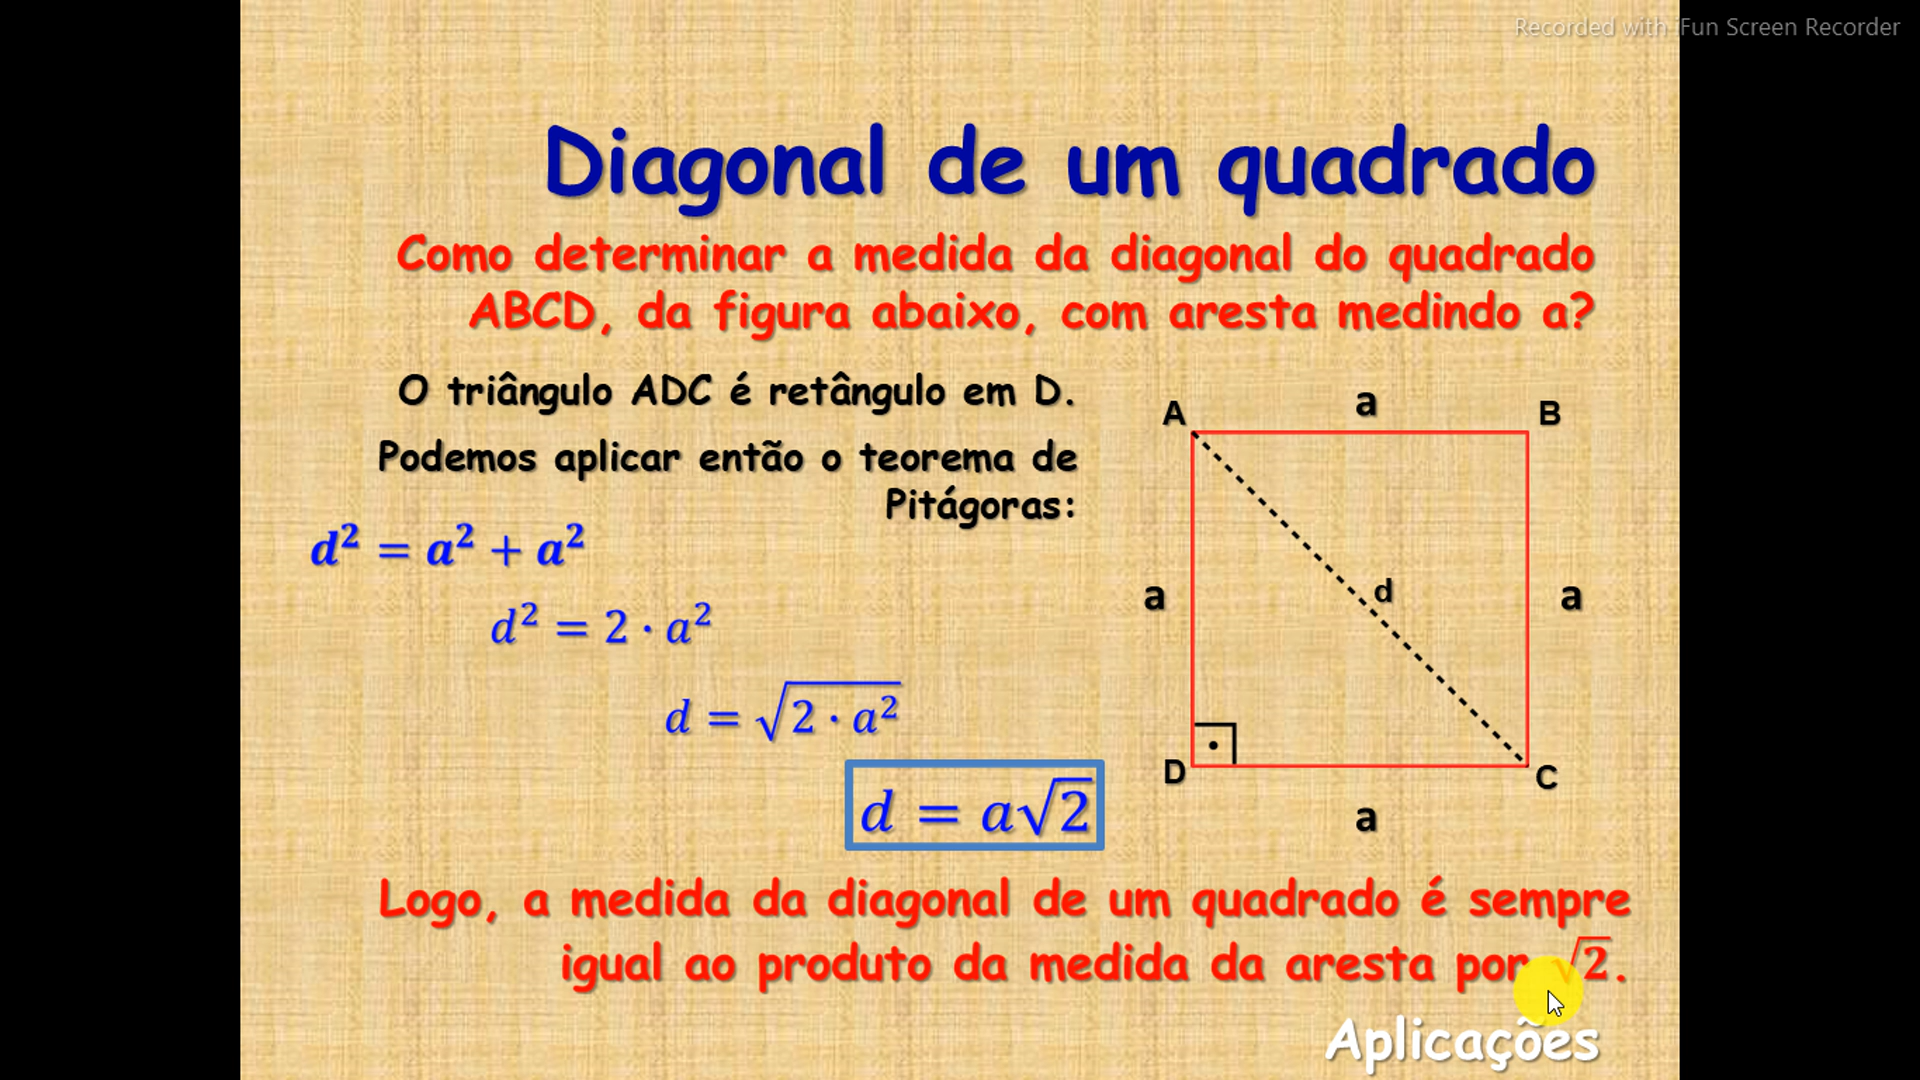 Recorded with iFun Screen Recorder
Diagonal de um quadrado
Como determinar a medida da diagonal do quadrado
ABCD, da figura abaixo, com aresta medindo a?
O triângulo ADC é retângulo em D.
Podemos aplicar então o teorema de
Pitágoras:
d² = a² + a²
d² = 2 · a²
d = √(2 · a²)
d = a√2
A
a
B
a
d
a
D
C
a
Logo, a medida da diagonal de um quadrado é sempre
igual ao produto da medida da aresta por √2.
Aplicações